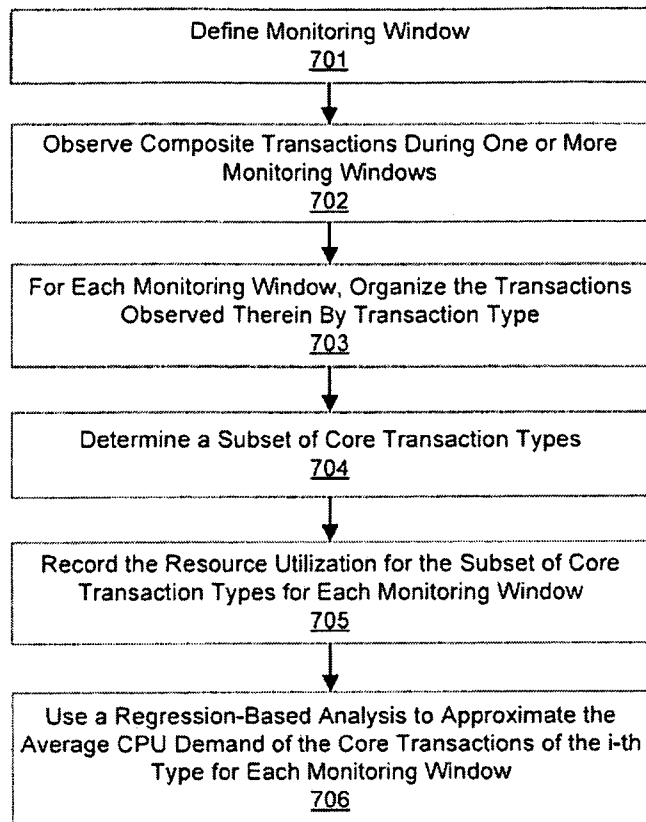 Define Monitoring Window
701
Observe Composite Transactions During One or More
Monitoring Windows
702
For Each Monitoring Window, Organize the Transactions
Observed Therein By Transaction Type
703
Determine a Subset of Core Transaction Types
704
Record the Resource Utilization for the Subset of Core
Transaction Types for Each Monitoring Window
705
Use a Regression-Based Analysis to Approximate the
Average CPU Demand of the Core Transactions of the i-th
Type for Each Monitoring Window
706